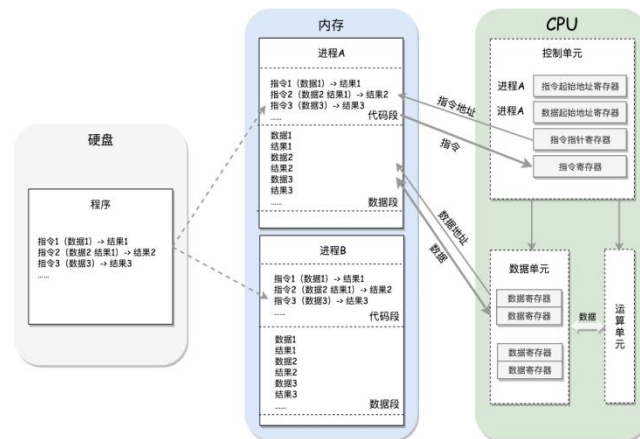 硬盘
程序
指令1（数据1）-> 结果1
指令2（数据2 结果1）-> 结果2
指令3（数据3）-> 结果3
......
内存
进程A
指令1（数据1）-> 结果1
指令2（数据2 结果1）-> 结果2
指令3（数据3）-> 结果3
......
代码段
数据1
结果1
数据2
结果2
数据3
结果3
......
数据段
进程B
指令1（数据1）-> 结果1
指令2（数据2 结果1）-> 结果2
指令3（数据3）-> 结果3
......
代码段
数据1
结果1
数据2
结果2
数据3
结果3
......
数据段
指令地址
指令
数据地址
数据
CPU
控制单元
进程A
指令起始地址寄存器
进程A
数据起始地址寄存器
指令指针寄存器
指令寄存器
数据单元
数据寄存器
数据寄存器
数据寄存器
数据寄存器
数据
运算单元